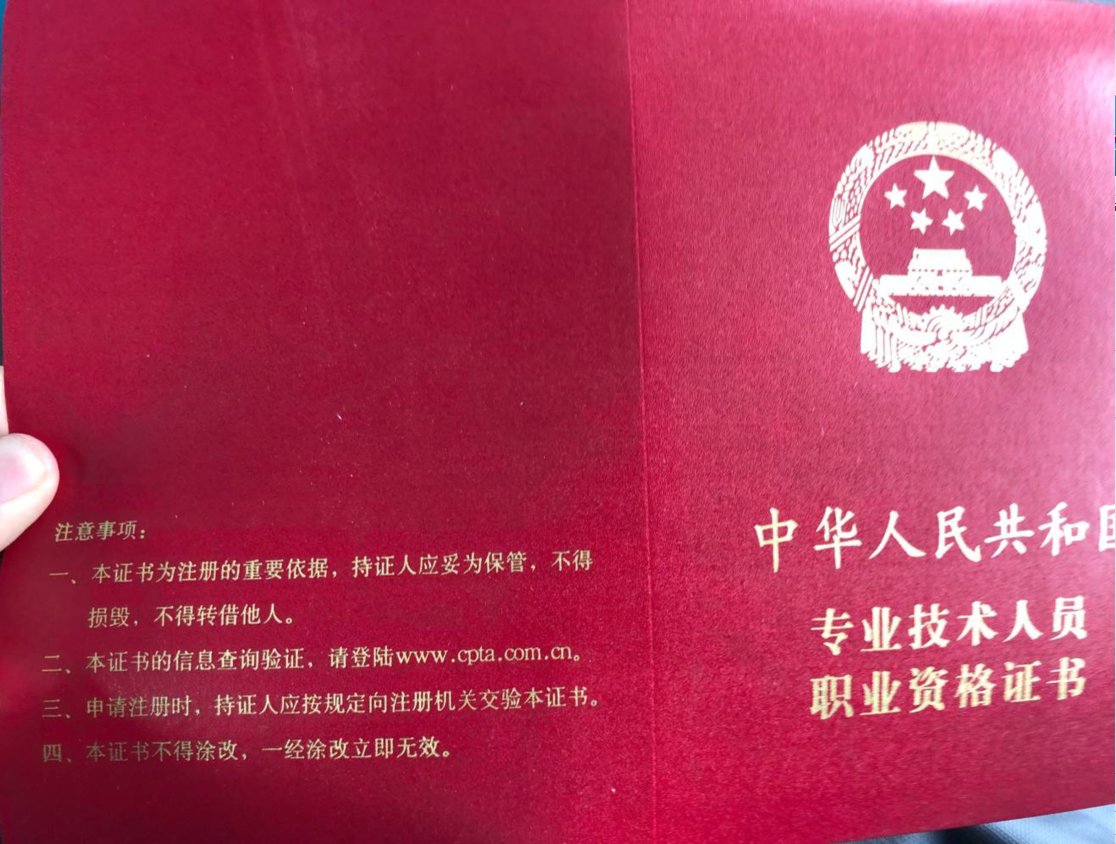 注意事项：
一、本证书为注册的重要依据，持证人应妥为保管，不得
损毁，不得转借他人。
二、本证书的信息查询验证，请登陆www.cpta.com.cn。
三、申请注册时，持证人应按规定向注册机关交验本证书。
四、本证书不得涂改，一经涂改立即无效。
中华人民共和国
专业技术人员
职业资格证书